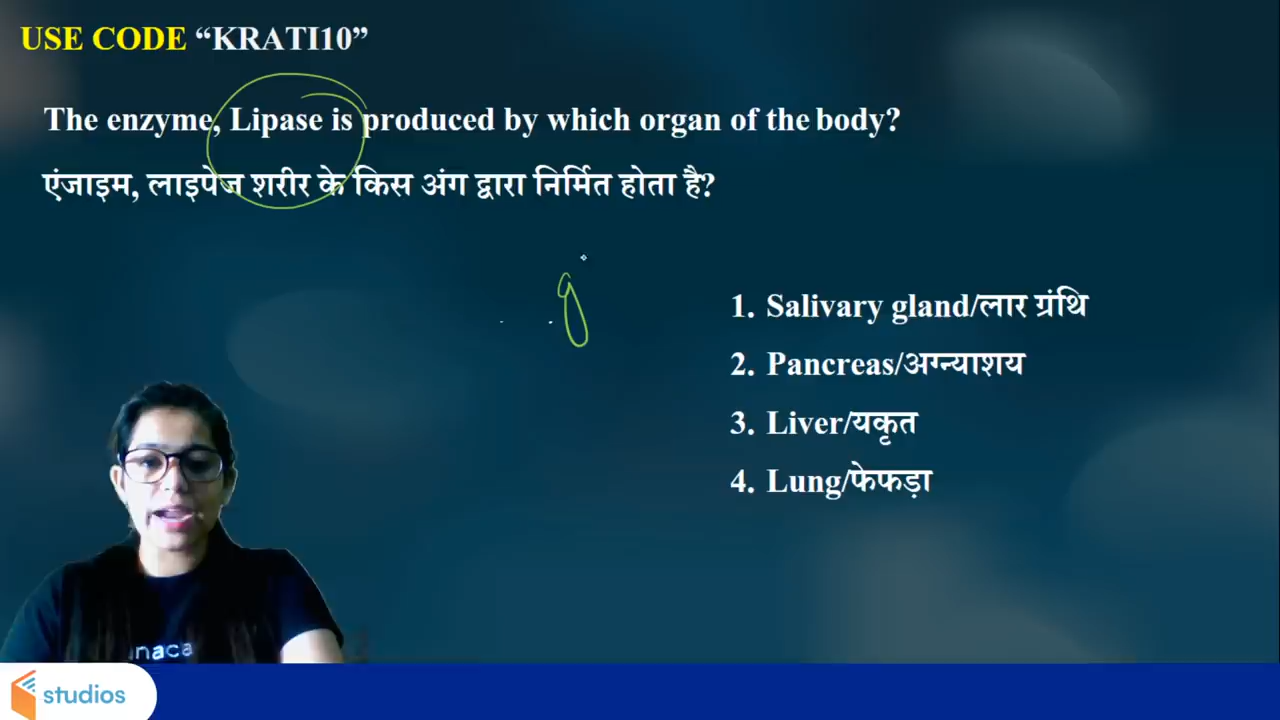 USE CODE “KRATI10”
The enzyme, Lipase is produced by which organ of the body?
एंजाइम, लाइपेज शरीर के किस अंग द्वारा निर्मित होता है?
1. Salivary gland/लार ग्रंथि
2. Pancreas/अग्न्याशय
3. Liver/यकृत
4. Lung/फेफड़ा
studios